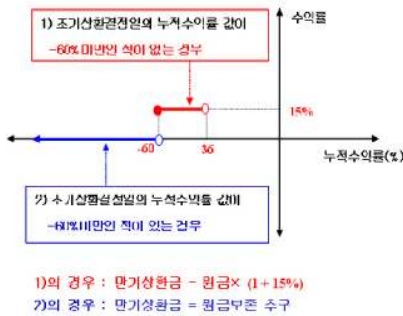 수익률
1) 조기상환결정일의 누적수익률 값이
-60%미만인 적이 없는 경우
15%
-60
36
누적수익률(%)
2) 조기상환결정일의 누적수익률 값이
-60%미만인 적이 있는 경우
1)의 경우 : 만기상환금 = 원금× (1+15%)
2)의 경우 : 만기상환금 = 원금부존 추구